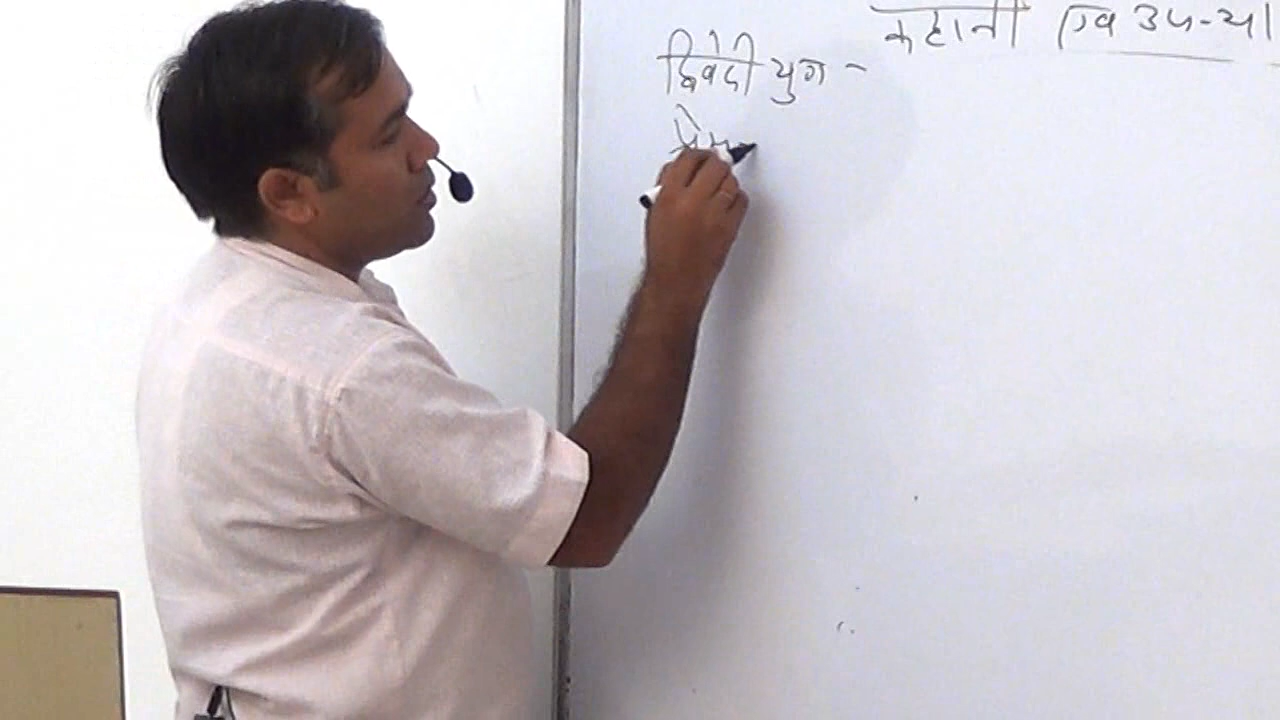 कहानी एवं उपन्या
द्विवेदी युग -
प्रेम